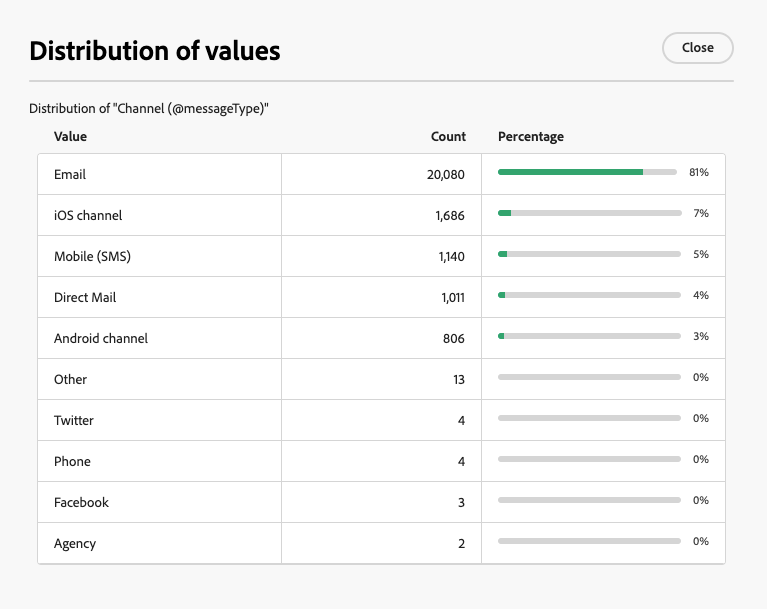 Distribution of values
Close
Distribution of "Channel (@messageType)"
Value Count Percentage
Email 20,080 81%
iOS channel 1,686 7%
Mobile (SMS) 1,140 5%
Direct Mail 1,011 4%
Android channel 806 3%
Other 13 0%
Twitter 4 0%
Phone 4 0%
Facebook 3 0%
Agency 2 0%